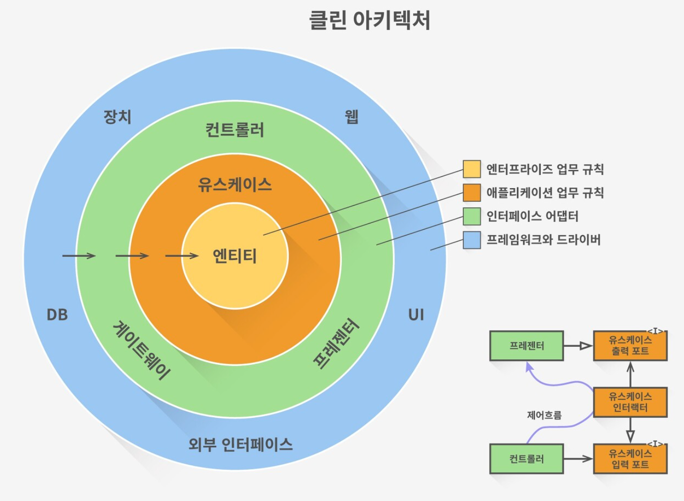 클린 아키텍처
장치
웹
컨트롤러
유스케이스
엔티티
DB
UI
게이트웨이
프레젠터
외부 인터페이스
엔터프라이즈 업무 규칙
애플리케이션 업무 규칙
인터페이스 어댑터
프레임워크와 드라이버
프레젠터
<I>
유스케이스
출력 포트
유스케이스
인터랙터
제어흐름
컨트롤러
<I>
유스케이스
입력 포트